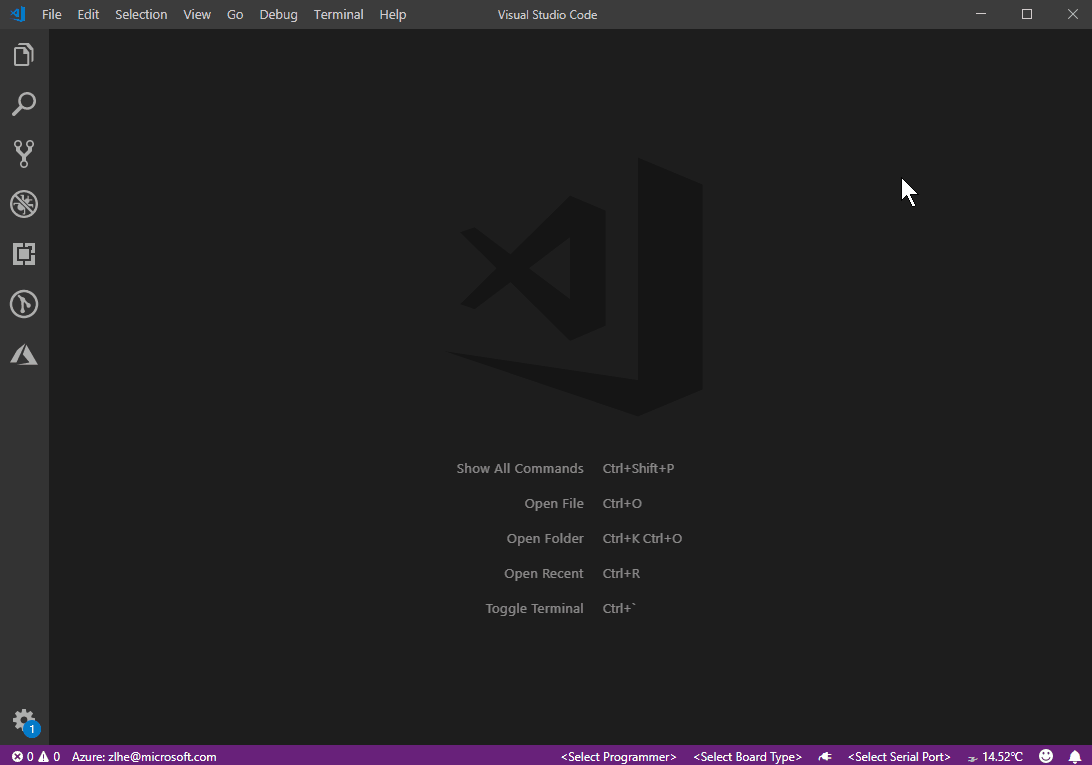 File Edit Selection View Go Debug Terminal Help Visual Studio Code
Show All Commands Ctrl+Shift+P
Open File Ctrl+O
Open Folder Ctrl+K Ctrl+O
Open Recent Ctrl+R
Toggle Terminal Ctrl+`
1
0 0 Azure: zlhe@microsoft.com <Select Programmer> <Select Board Type> <Select Serial Port> 14.52℃